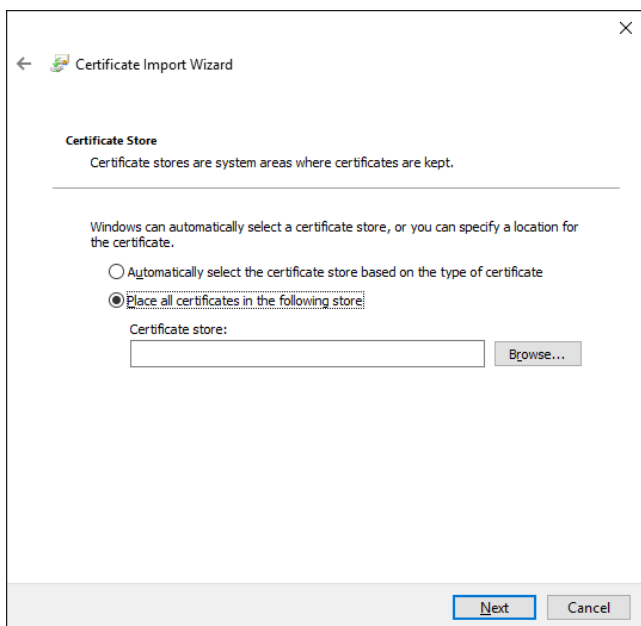 Certificate Import Wizard
Certificate Store
Certificate stores are system areas where certificates are kept.
Windows can automatically select a certificate store, or you can specify a location for
the certificate.
Automatically select the certificate store based on the type of certificate
Place all certificates in the following store
Certificate store:
Browse...
Next
Cancel